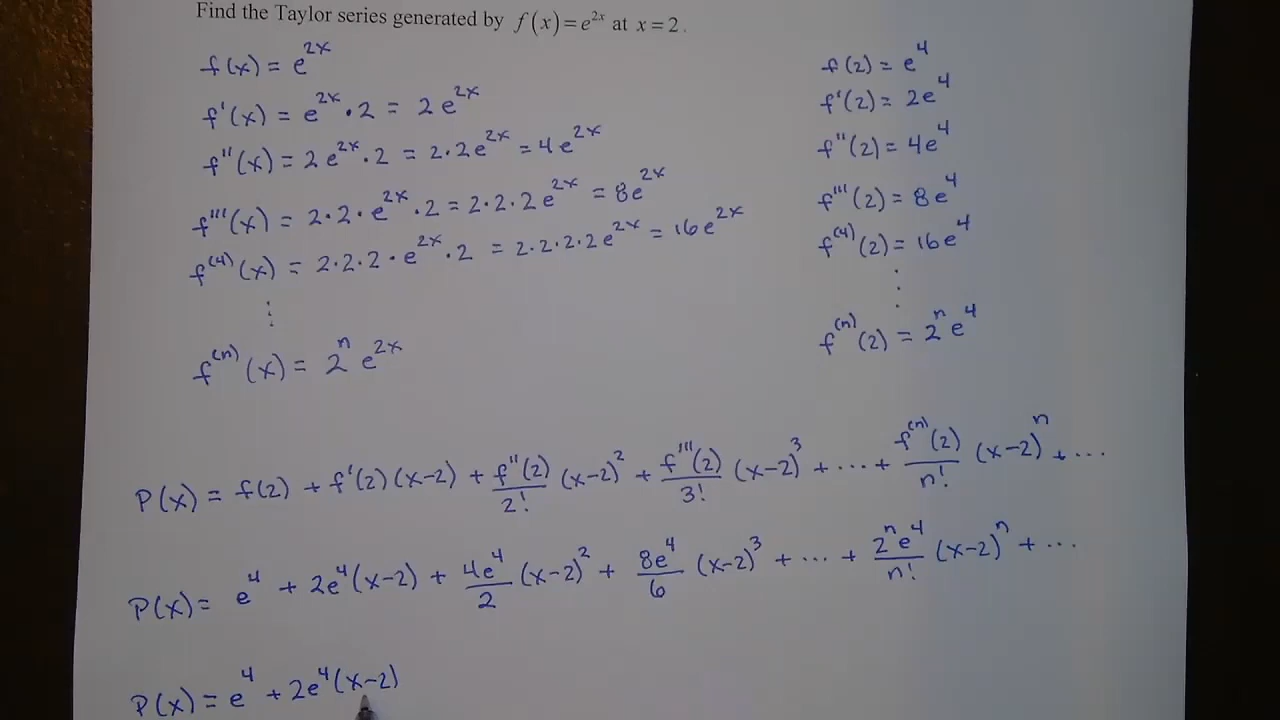 Find the Taylor series generated by f(x)=e^{2x} at x=2.
f(x) = e^{2x}
f(2) = e^4
f'(x) = e^{2x} · 2 = 2e^{2x}
f'(2) = 2e^4
f''(x) = 2e^{2x} · 2 = 2·2e^{2x} = 4e^{2x}
f''(2) = 4e^4
f'''(x) = 2·2·e^{2x}·2 = 2·2·2e^{2x} = 8e^{2x}
f'''(2) = 8e^4
f^{(4)}(x) = 2·2·2·e^{2x}·2 = 2·2·2·2e^{2x} = 16e^{2x}
f^{(4)}(2) = 16e^4
f^{(n)}(x) = 2^n e^{2x}
f^{(n)}(2) = 2^n e^4
P(x) = f(2) + f'(2)(x-2) + f''(2)/2! (x-2)^2 + f'''(2)/3! (x-2)^3 + ... + f^{(n)}(2)/n! (x-2)^n + ...
P(x) = e^4 + 2e^4(x-2) + 4e^4/2 (x-2)^2 + 8e^4/6 (x-2)^3 + ... + 2^n e^4/n! (x-2)^n + ...
P(x) = e^4 + 2e^4(x-2)